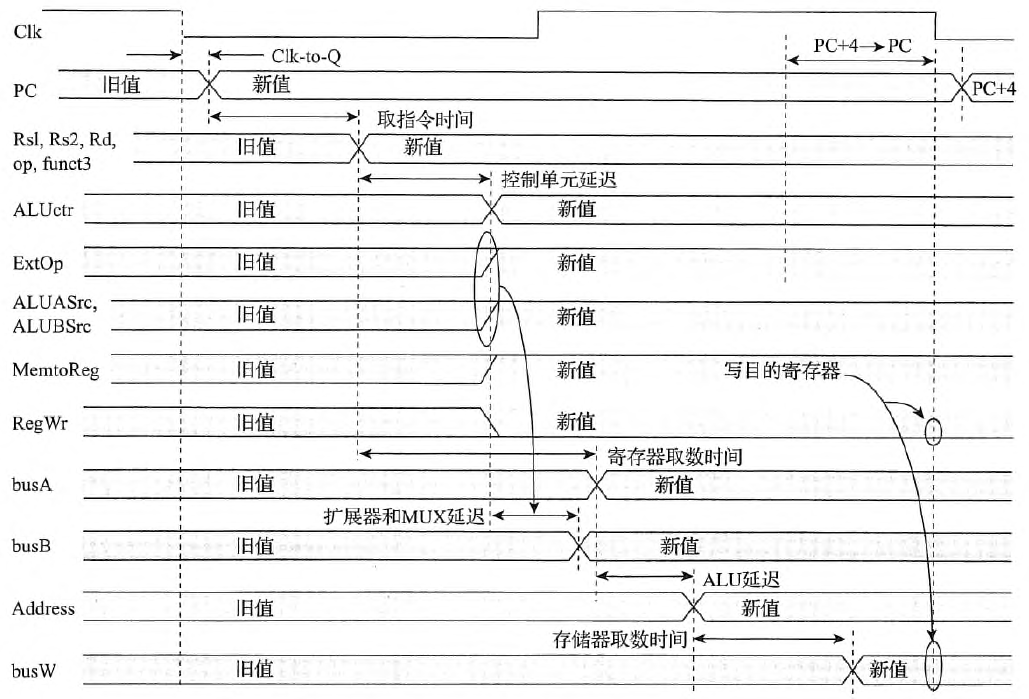 Clk
Clk-to-Q
PC+4→PC
PC
旧值
新值
PC+4
取指令时间
Rsl, Rs2, Rd,
op, funct3
旧值
新值
控制单元延迟
ALUctr
旧值
新值
ExtOp
旧值
新值
ALUASrc,
ALUBSrc
旧值
新值
MemtoReg
旧值
新值
写目的寄存器
RegWr
旧值
新值
寄存器取数时间
busA
旧值
新值
扩展器和MUX延迟
busB
旧值
新值
ALU延迟
Address
旧值
新值
存储器取数时间
busW
旧值
新值